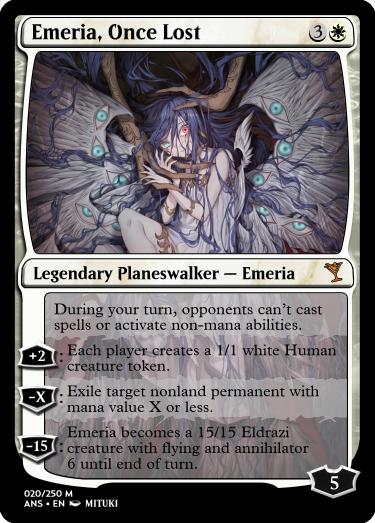 Emeria, Once Lost 3
Legendary Planeswalker — Emeria
During your turn, opponents can't cast
spells or activate non-mana abilities.
+2: Each player creates a 1/1 white Human
creature token.
-X: Exile target nonland permanent with
mana value X or less.
-15: Emeria becomes a 15/15 Eldrazi
creature with flying and annihilator
6 until end of turn.
5
020/250 M
ANS • EN MITUKI